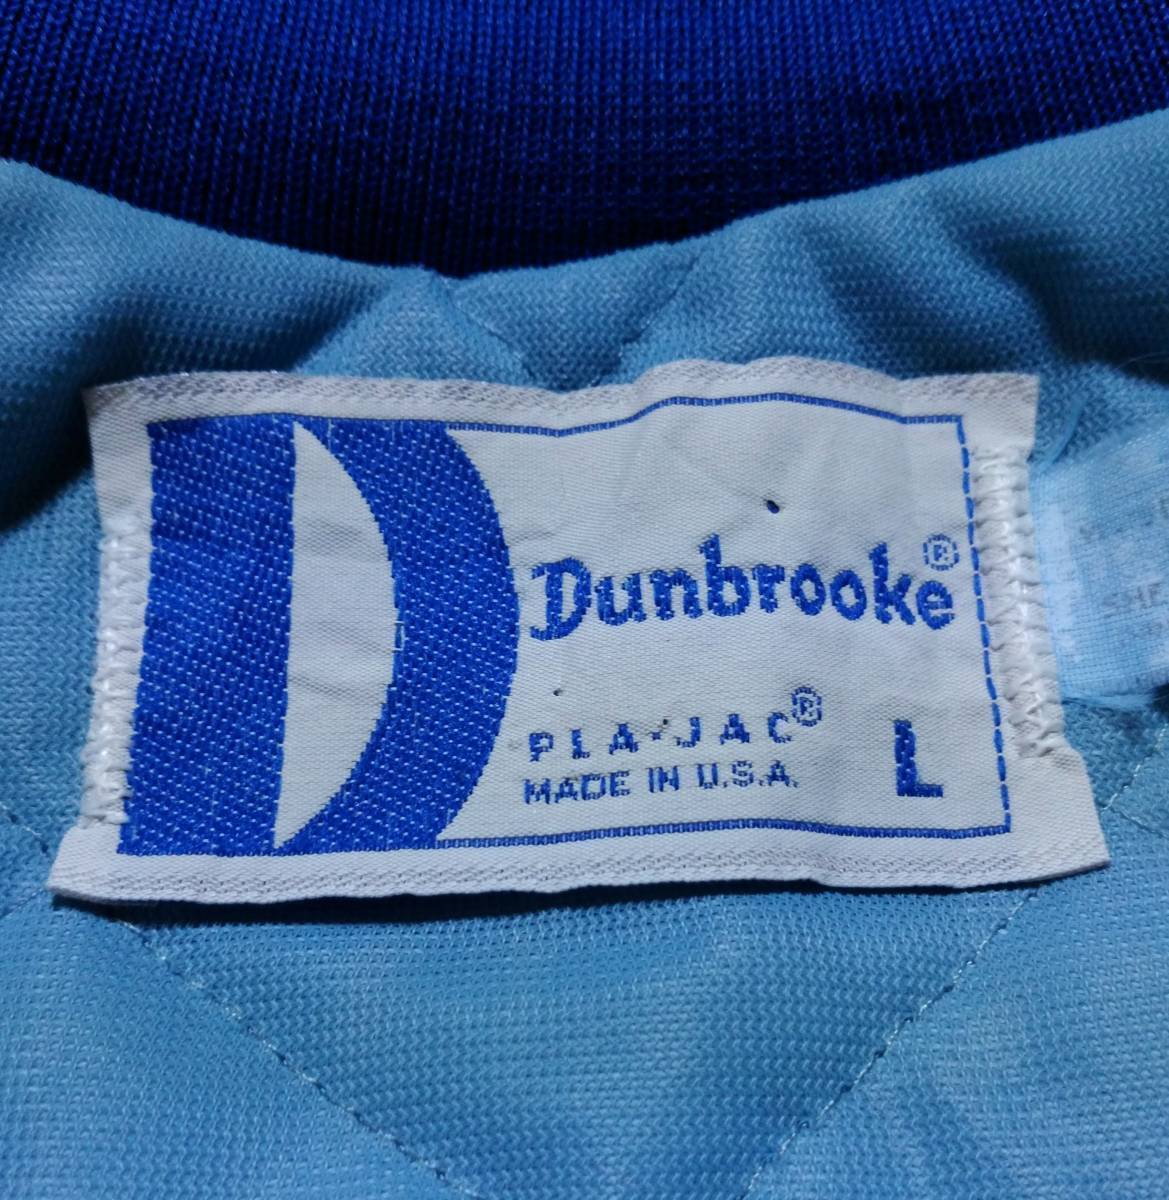 Dunbrooke®
PLA-JAC®
MADE IN U.S.A.
L